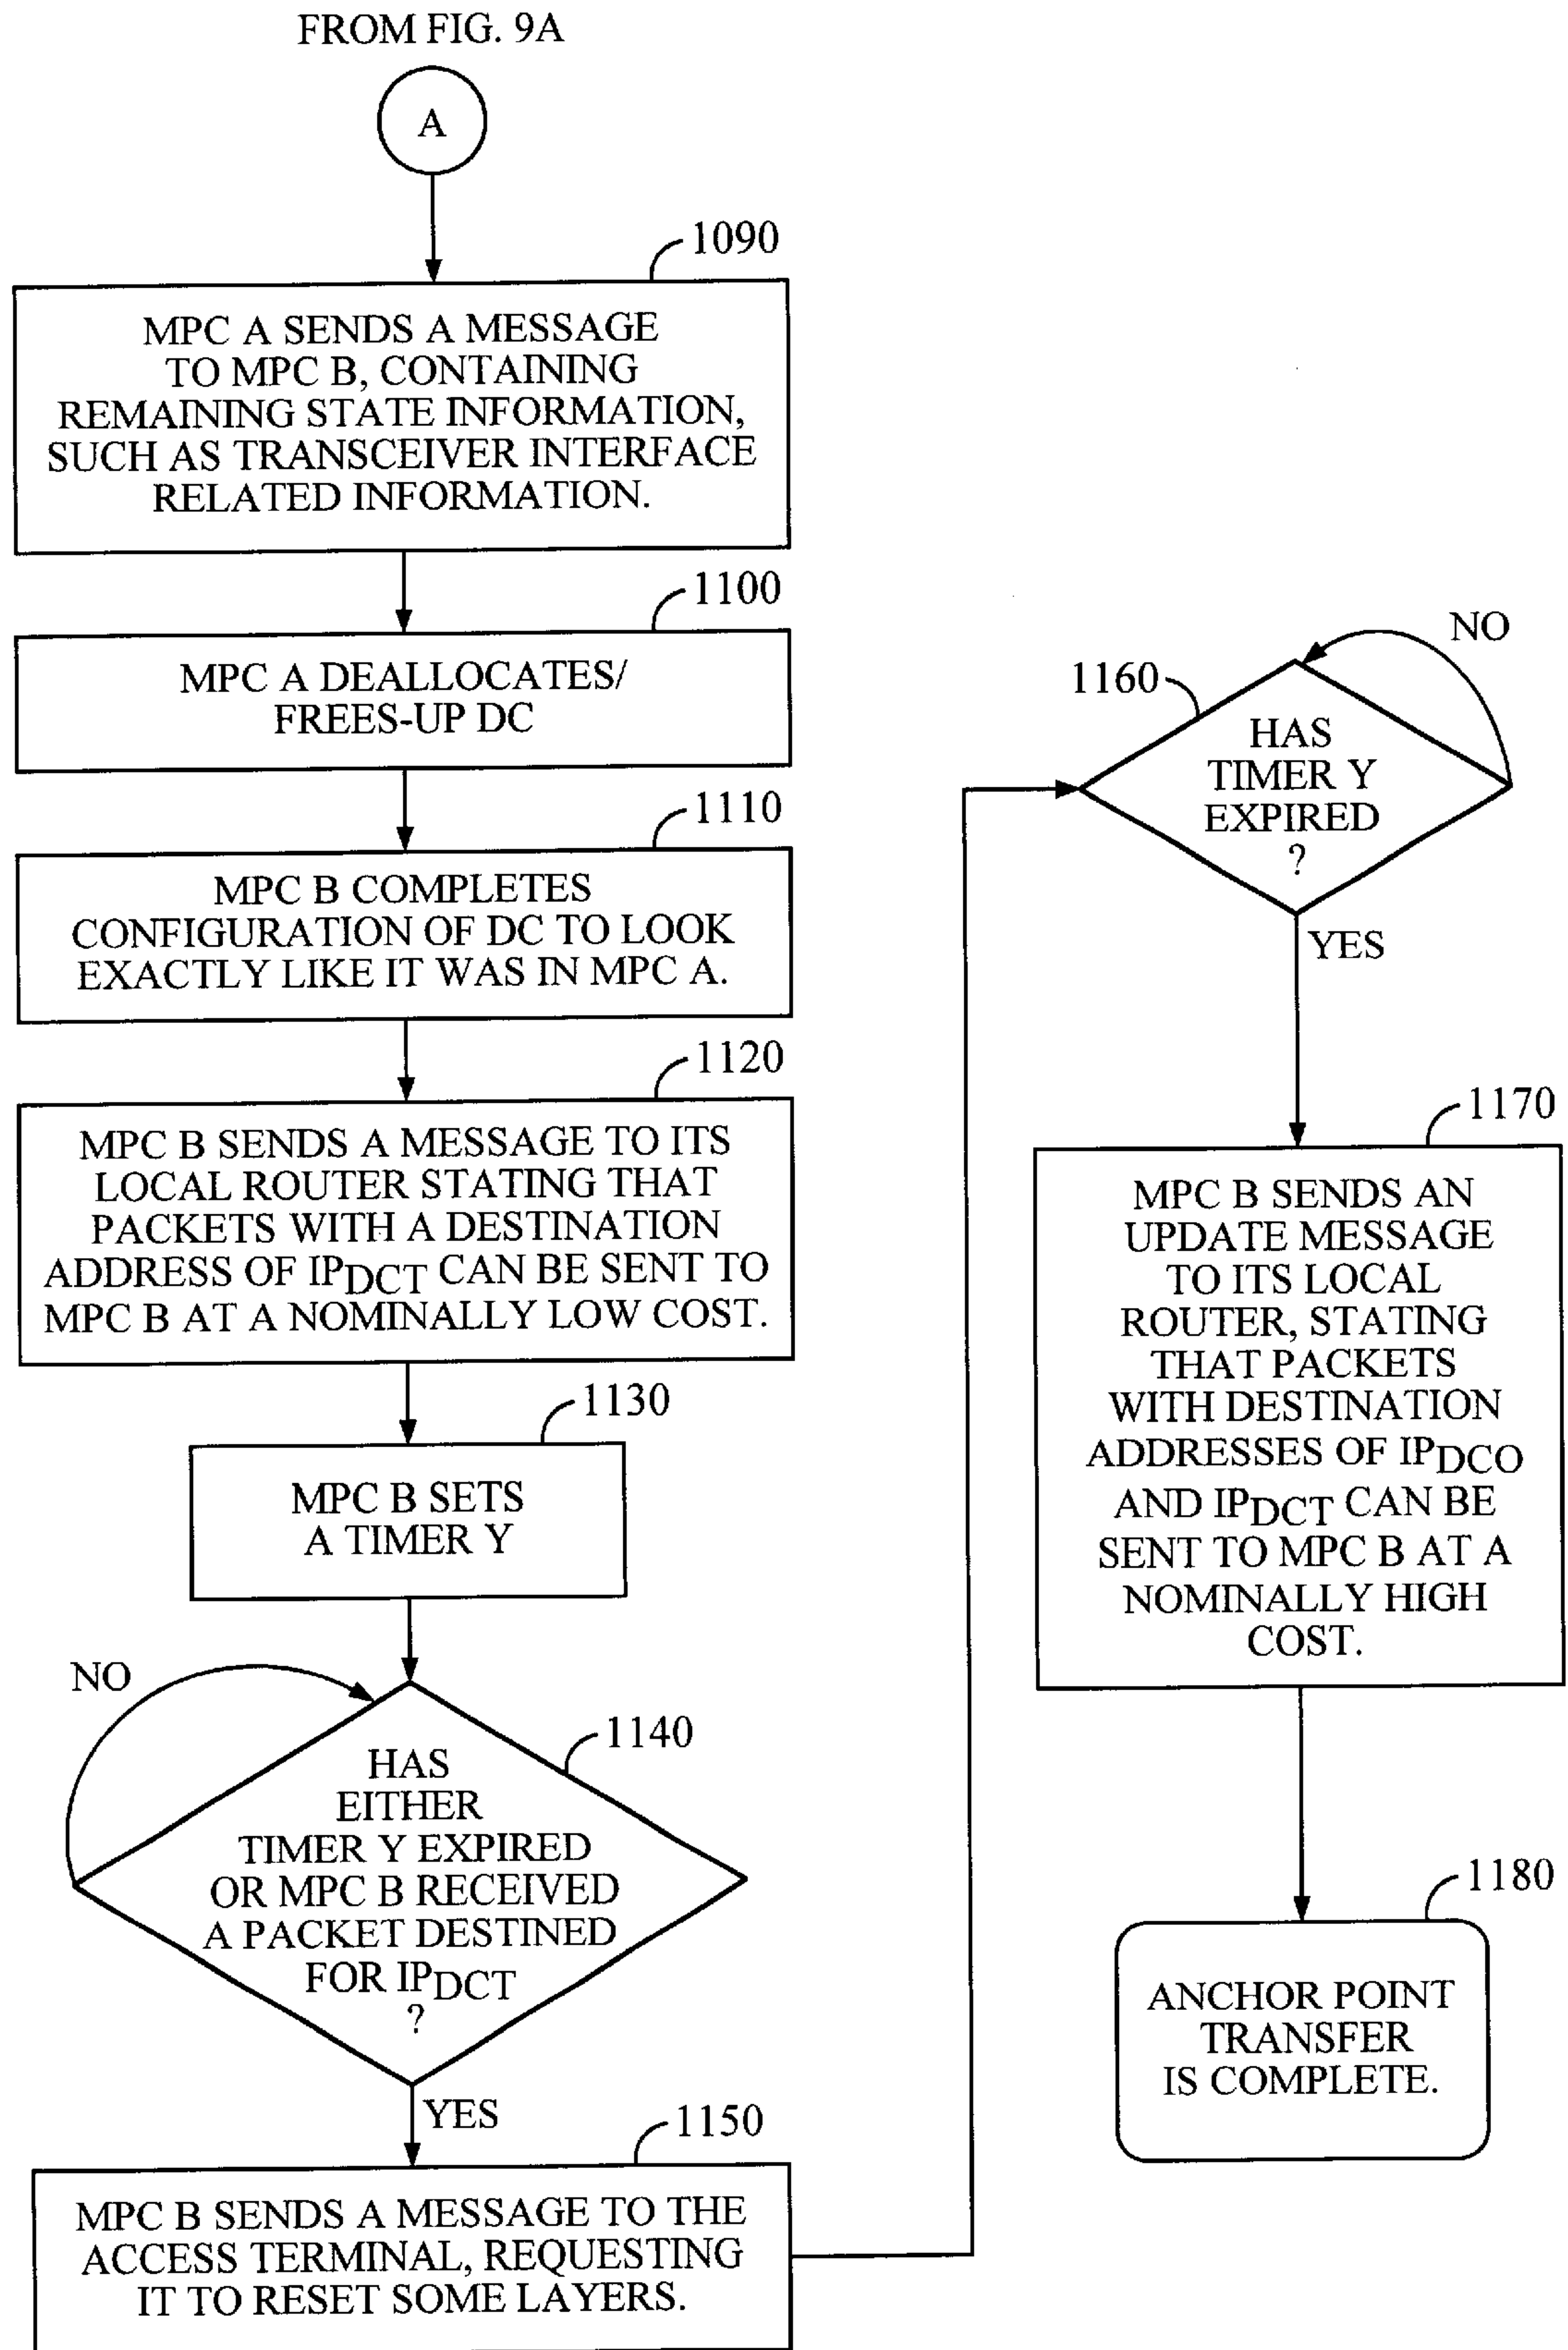 FROM FIG. 9A
A
1090
MPC A SENDS A MESSAGE
TO MPC B, CONTAINING
REMAINING STATE INFORMATION,
SUCH AS TRANSCEIVER INTERFACE
RELATED INFORMATION.
1100
MPC A DEALLOCATES/
FREES-UP DC
1110
MPC B COMPLETES
CONFIGURATION OF DC TO LOOK
EXACTLY LIKE IT WAS IN MPC A.
1120
MPC B SENDS A MESSAGE TO ITS
LOCAL ROUTER STATING THAT
PACKETS WITH A DESTINATION
ADDRESS OF IPDCT CAN BE SENT TO
MPC B AT A NOMINALLY LOW COST.
1130
MPC B SETS
A TIMER Y
NO
1140
HAS
EITHER
TIMER Y EXPIRED
OR MPC B RECEIVED
A PACKET DESTINED
FOR IPDCT
?
YES
1150
MPC B SENDS A MESSAGE TO THE
ACCESS TERMINAL, REQUESTING
IT TO RESET SOME LAYERS.
NO
1160
HAS
TIMER Y
EXPIRED
?
YES
1170
MPC B SENDS AN
UPDATE MESSAGE
TO ITS LOCAL
ROUTER, STATING
THAT PACKETS
WITH DESTINATION
ADDRESSES OF IPDCO
AND IPDCT CAN BE
SENT TO MPC B AT A
NOMINALLY HIGH
COST.
1180
ANCHOR POINT
TRANSFER
IS COMPLETE.